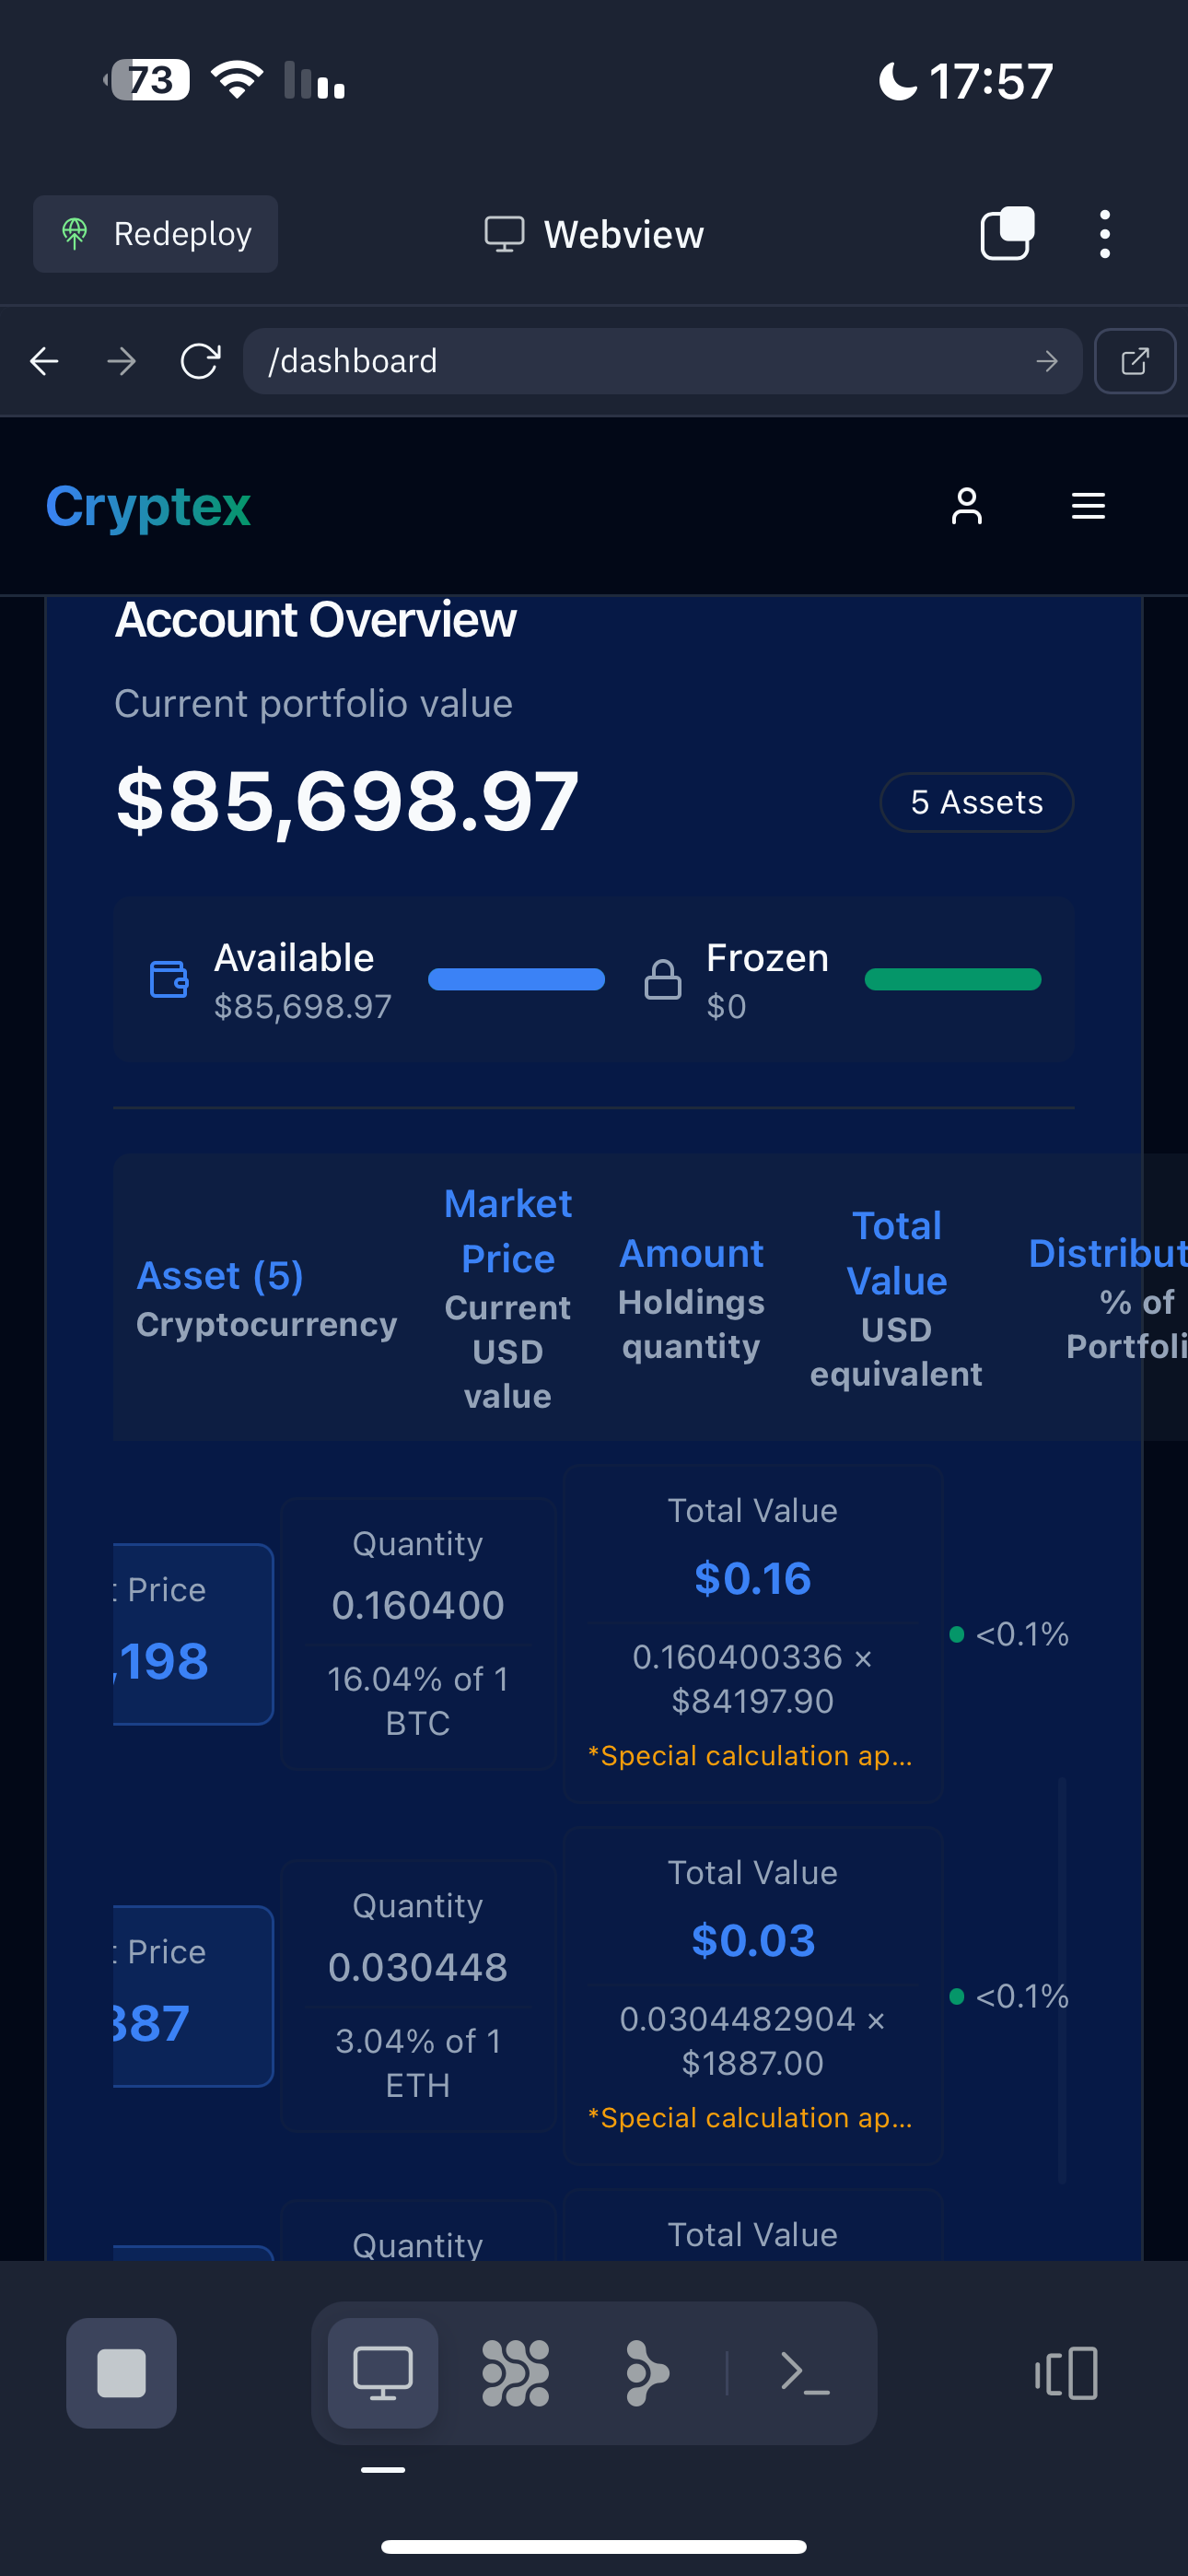 73
17:57
Redeploy
Webview
/dashboard
Cryptex
Account Overview
Current portfolio value
$85,698.97
5 Assets
Available
$85,698.97
Frozen
$0
Asset (5)
Cryptocurrency
Market
Price
Current
USD
value
Amount
Holdings
quantity
Total
Value
USD
equivalent
Distribut
% of
Portfoli
t Price
,198
Quantity
0.160400
16.04% of 1
BTC
Total Value
$0.16
0.160400336 ×
$84197.90
*Special calculation ap...
<0.1%
t Price
887
Quantity
0.030448
3.04% of 1
ETH
Total Value
$0.03
0.0304482904 ×
$1887.00
*Special calculation ap...
<0.1%
Quantity
Total Value